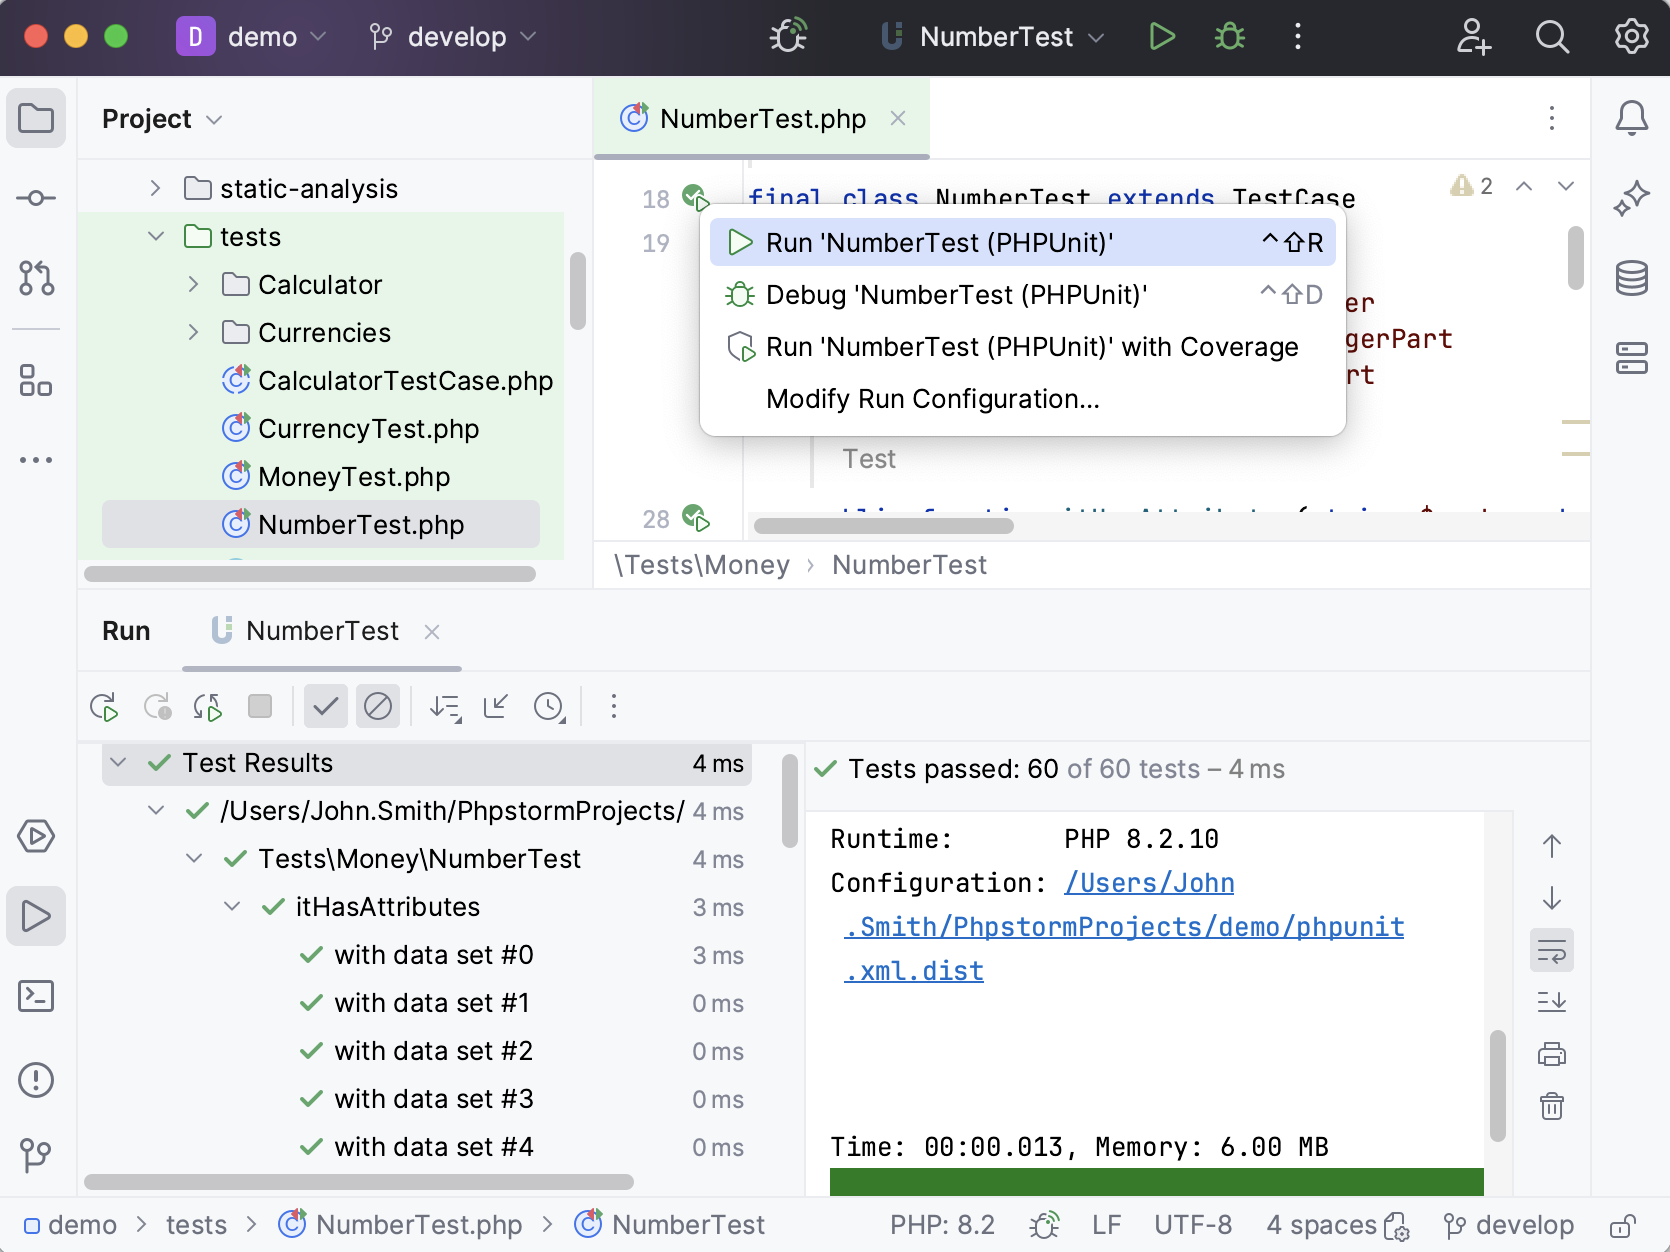 D demo develop NumberTest
Project
NumberTest.php
static-analysis
tests
Calculator
Currencies
CalculatorTestCase.php
CurrencyTest.php
MoneyTest.php
NumberTest.php
18 final class NumberTest extends TestCase
2
19
Run 'NumberTest (PHPUnit)' ^⇧R
Debug 'NumberTest (PHPUnit)' ^⇧D
Run 'NumberTest (PHPUnit)' with Coverage
Modify Run Configuration...
er
gerPart
rt
Test
28
\Tests\Money › NumberTest
Run NumberTest
Test Results 4 ms
/Users/John.Smith/PhpstormProjects/ 4 ms
Tests\Money\NumberTest 4 ms
itHasAttributes 3 ms
with data set #0 3 ms
with data set #1 0 ms
with data set #2 0 ms
with data set #3 0 ms
with data set #4 0 ms
Tests passed: 60 of 60 tests – 4 ms
Runtime: PHP 8.2.10
Configuration: /Users/John
.Smith/PhpstormProjects/demo/phpunit
.xml.dist
Time: 00:00.013, Memory: 6.00 MB
demo › tests › NumberTest.php › NumberTest
PHP: 8.2 LF UTF-8 4 spaces develop